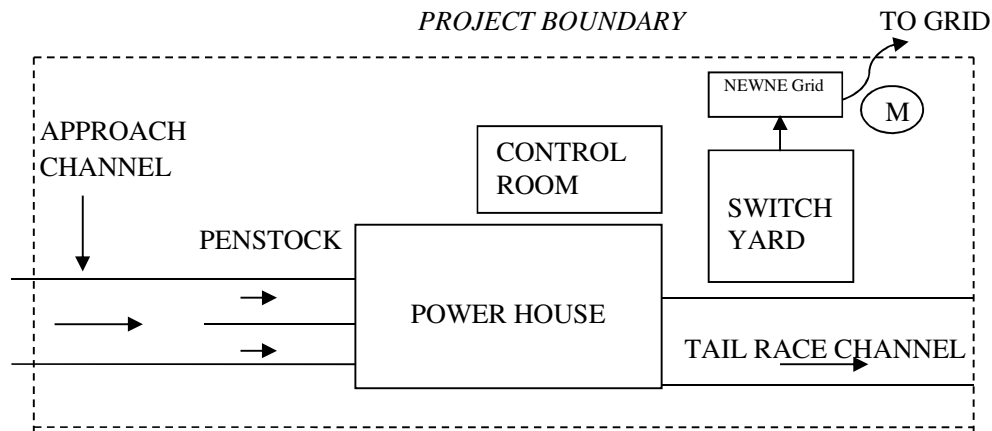 PROJECT BOUNDARY
TO GRID
NEWNE Grid
M
APPROACH
CHANNEL
CONTROL
ROOM
SWITCH
YARD
PENSTOCK
POWER HOUSE
TAIL RACE CHANNEL